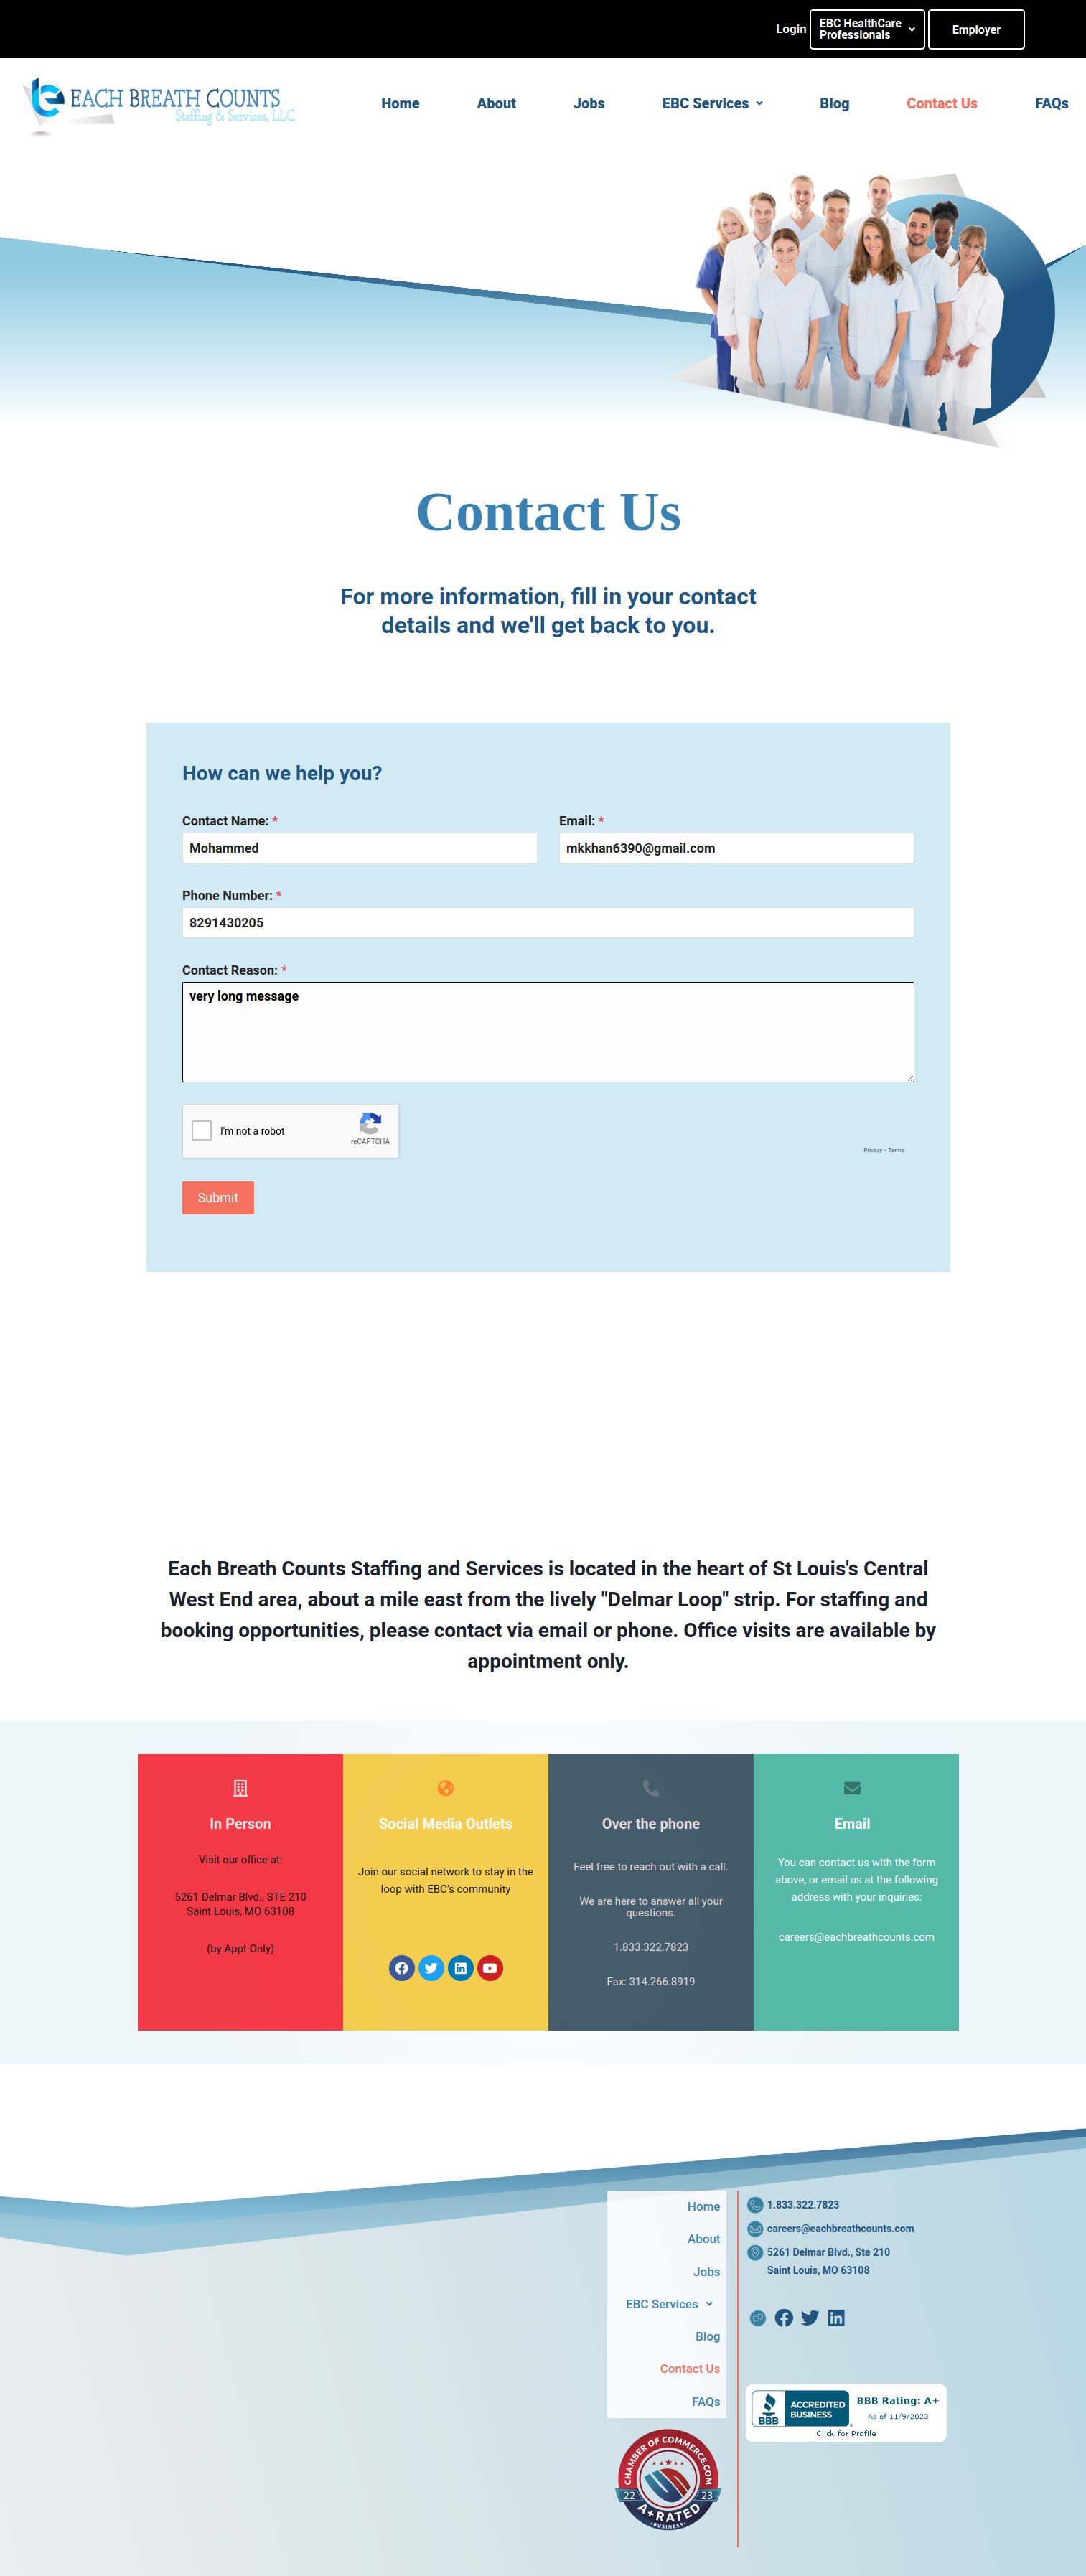 Login
EBC HealthCare
Professionals
Employer
EACH BREATH COUNTS
Staffing & Services, LLC
Home
About
Jobs
EBC Services
Blog
Contact Us
FAQs
Contact Us
For more information, fill in your contact
details and we'll get back to you.
How can we help you?
Contact Name: *
Email: *
Mohammed
mkkhan6390@gmail.com
Phone Number: *
8291430205
Contact Reason: *
very long message
I'm not a robot
reCAPTCHA
Privacy - Terms
Submit
Each Breath Counts Staffing and Services is located in the heart of St Louis's Central
West End area, about a mile east from the lively "Delmar Loop" strip. For staffing and
booking opportunities, please contact via email or phone. Office visits are available by
appointment only.
In Person
Visit our office at:
5261 Delmar Blvd., STE 210
Saint Louis, MO 63108
(by Appt Only)
Social Media Outlets
Join our social network to stay in the
loop with EBC's community
Over the phone
Feel free to reach out with a call.
We are here to answer all your
questions.
1.833.322.7823
Fax: 314.266.8919
Email
You can contact us with the form
above, or email us at the following
address with your inquiries:
careers@eachbreathcounts.com
Home
About
Jobs
EBC Services
Blog
Contact Us
FAQs
CHAMBER OF COMMERCE.COM
22
23
A+RATED
•BUSINESS•
1.833.322.7823
careers@eachbreathcounts.com
5261 Delmar Blvd., Ste 210
Saint Louis, MO 63108
BBB
ACCREDITED
BUSINESS
BBB Rating: A+
As of 11/9/2023
Click for Profile